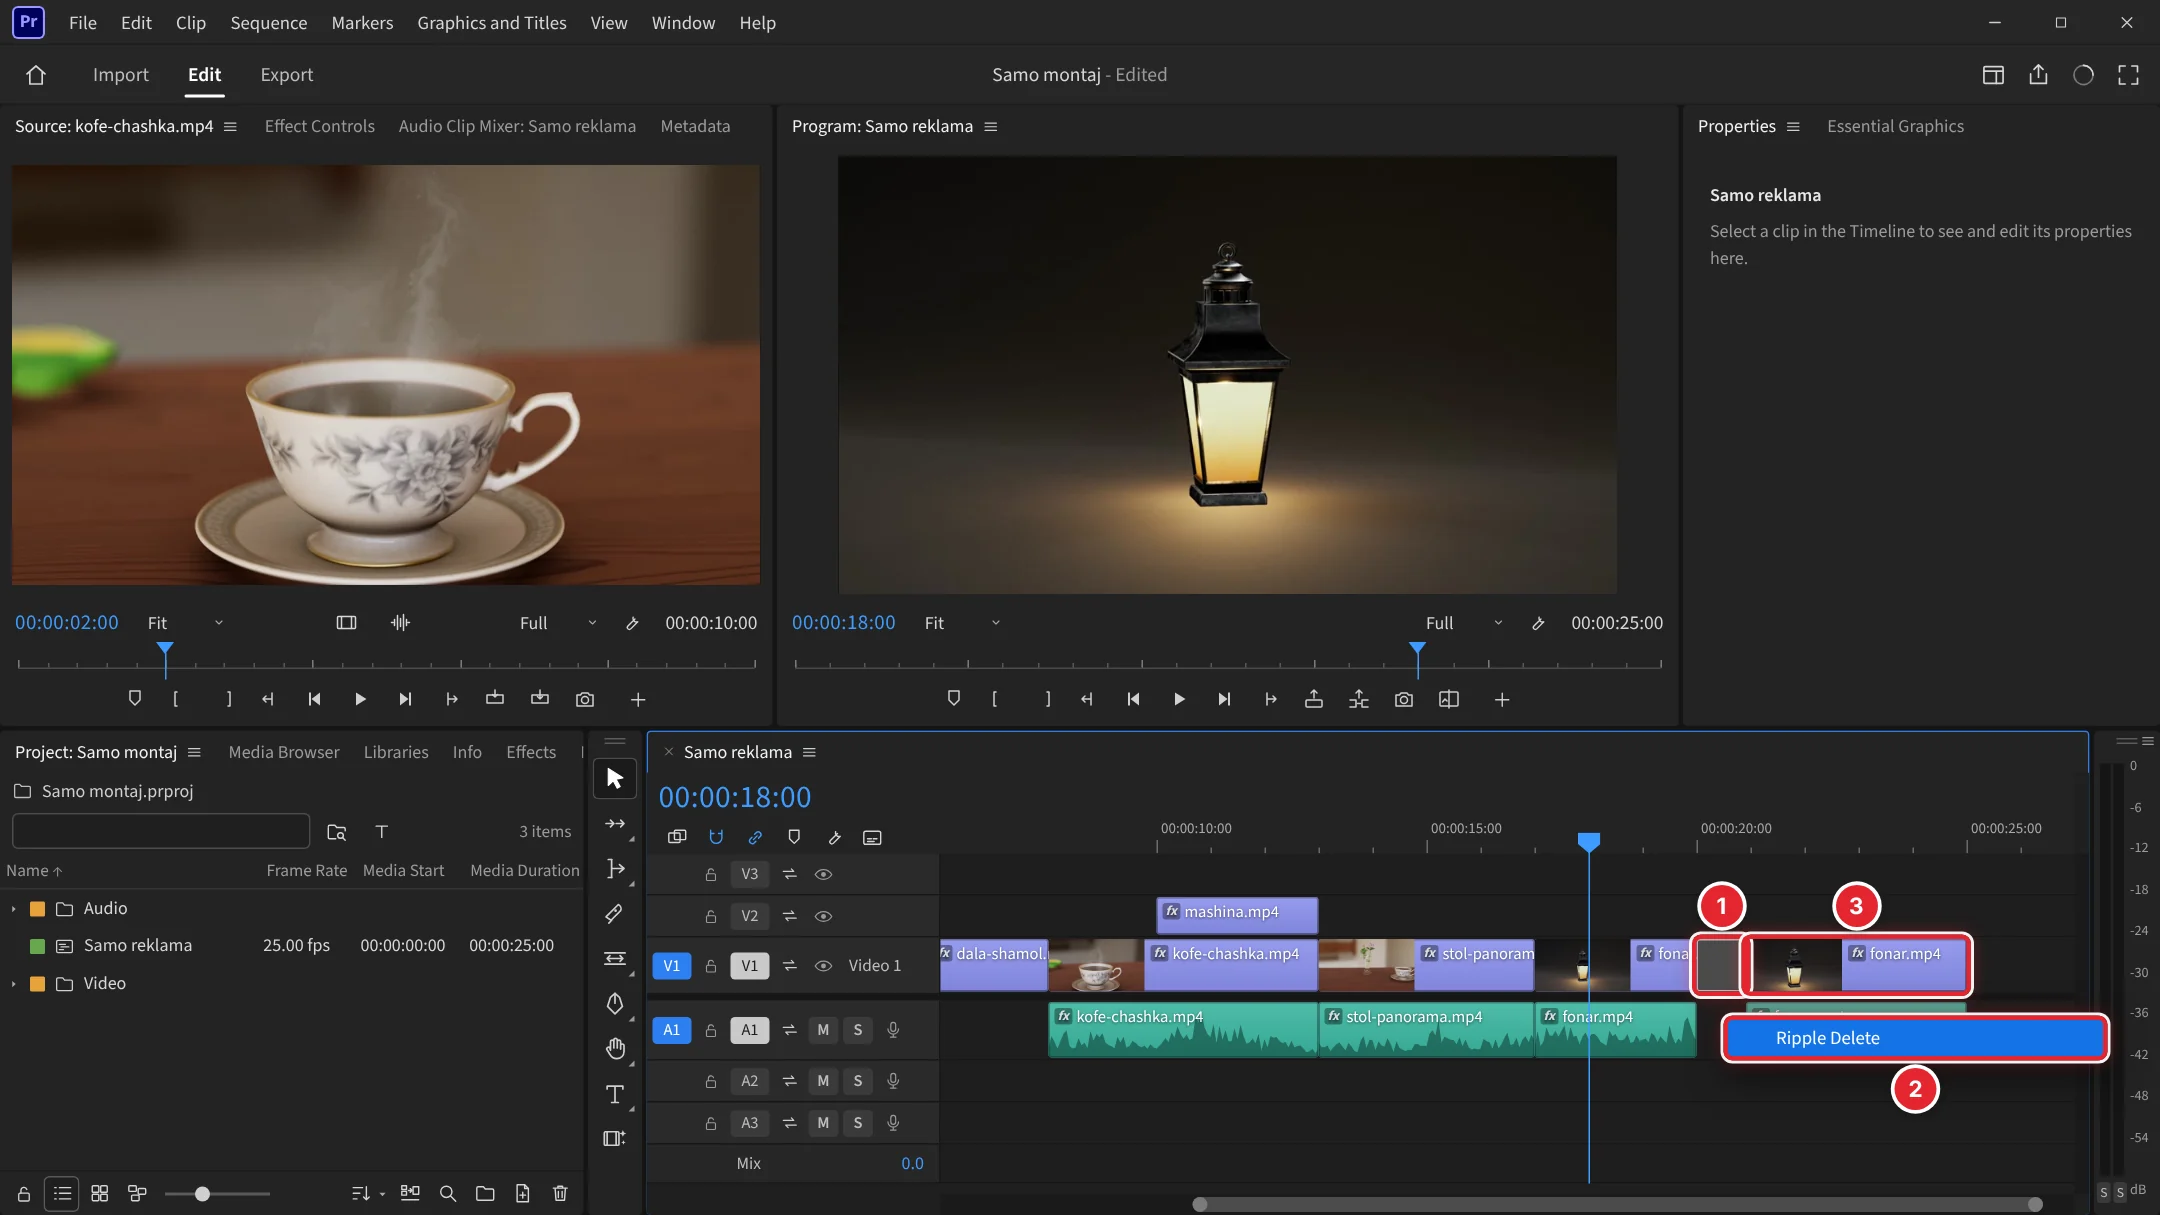 Pr File Edit Clip Sequence Markers Graphics and Titles View Window Help
Import Edit Export Samo montaj - Edited
Source: kofe-chashka.mp4 Effect Controls Audio Clip Mixer: Samo reklama Metadata
Program: Samo reklama
Properties Essential Graphics
Samo reklama
Select a clip in the Timeline to see and edit its properties
here.
00:00:02:00 Fit Full 00:00:10:00
00:00:18:00 Fit Full 00:00:25:00
Project: Samo montaj Media Browser Libraries Info Effects
Samo montaj.prproj
3 items
Name Frame Rate Media Start Media Duration
Audio
Samo reklama 25.00 fps 00:00:00:00 00:00:25:00
Video
Samo reklama
00:00:18:00
00:00:10:00 00:00:15:00 00:00:20:00 00:00:25:00
V3
V2
fx mashina.mp4
1
3
V1 V1 Video 1
fx dala-shamol. fx kofe-chashka.mp4 fx stol-panoram fona fx fonar.mp4
A1 A1 M S
fx kofe-chashka.mp4 fx stol-panorama.mp4 fx fonar.mp4
Ripple Delete
2
A2 M S
A3 M S
Mix 0.0
0
-6
-12
-18
-24
-30
-36
-42
-48
-54
S S dB